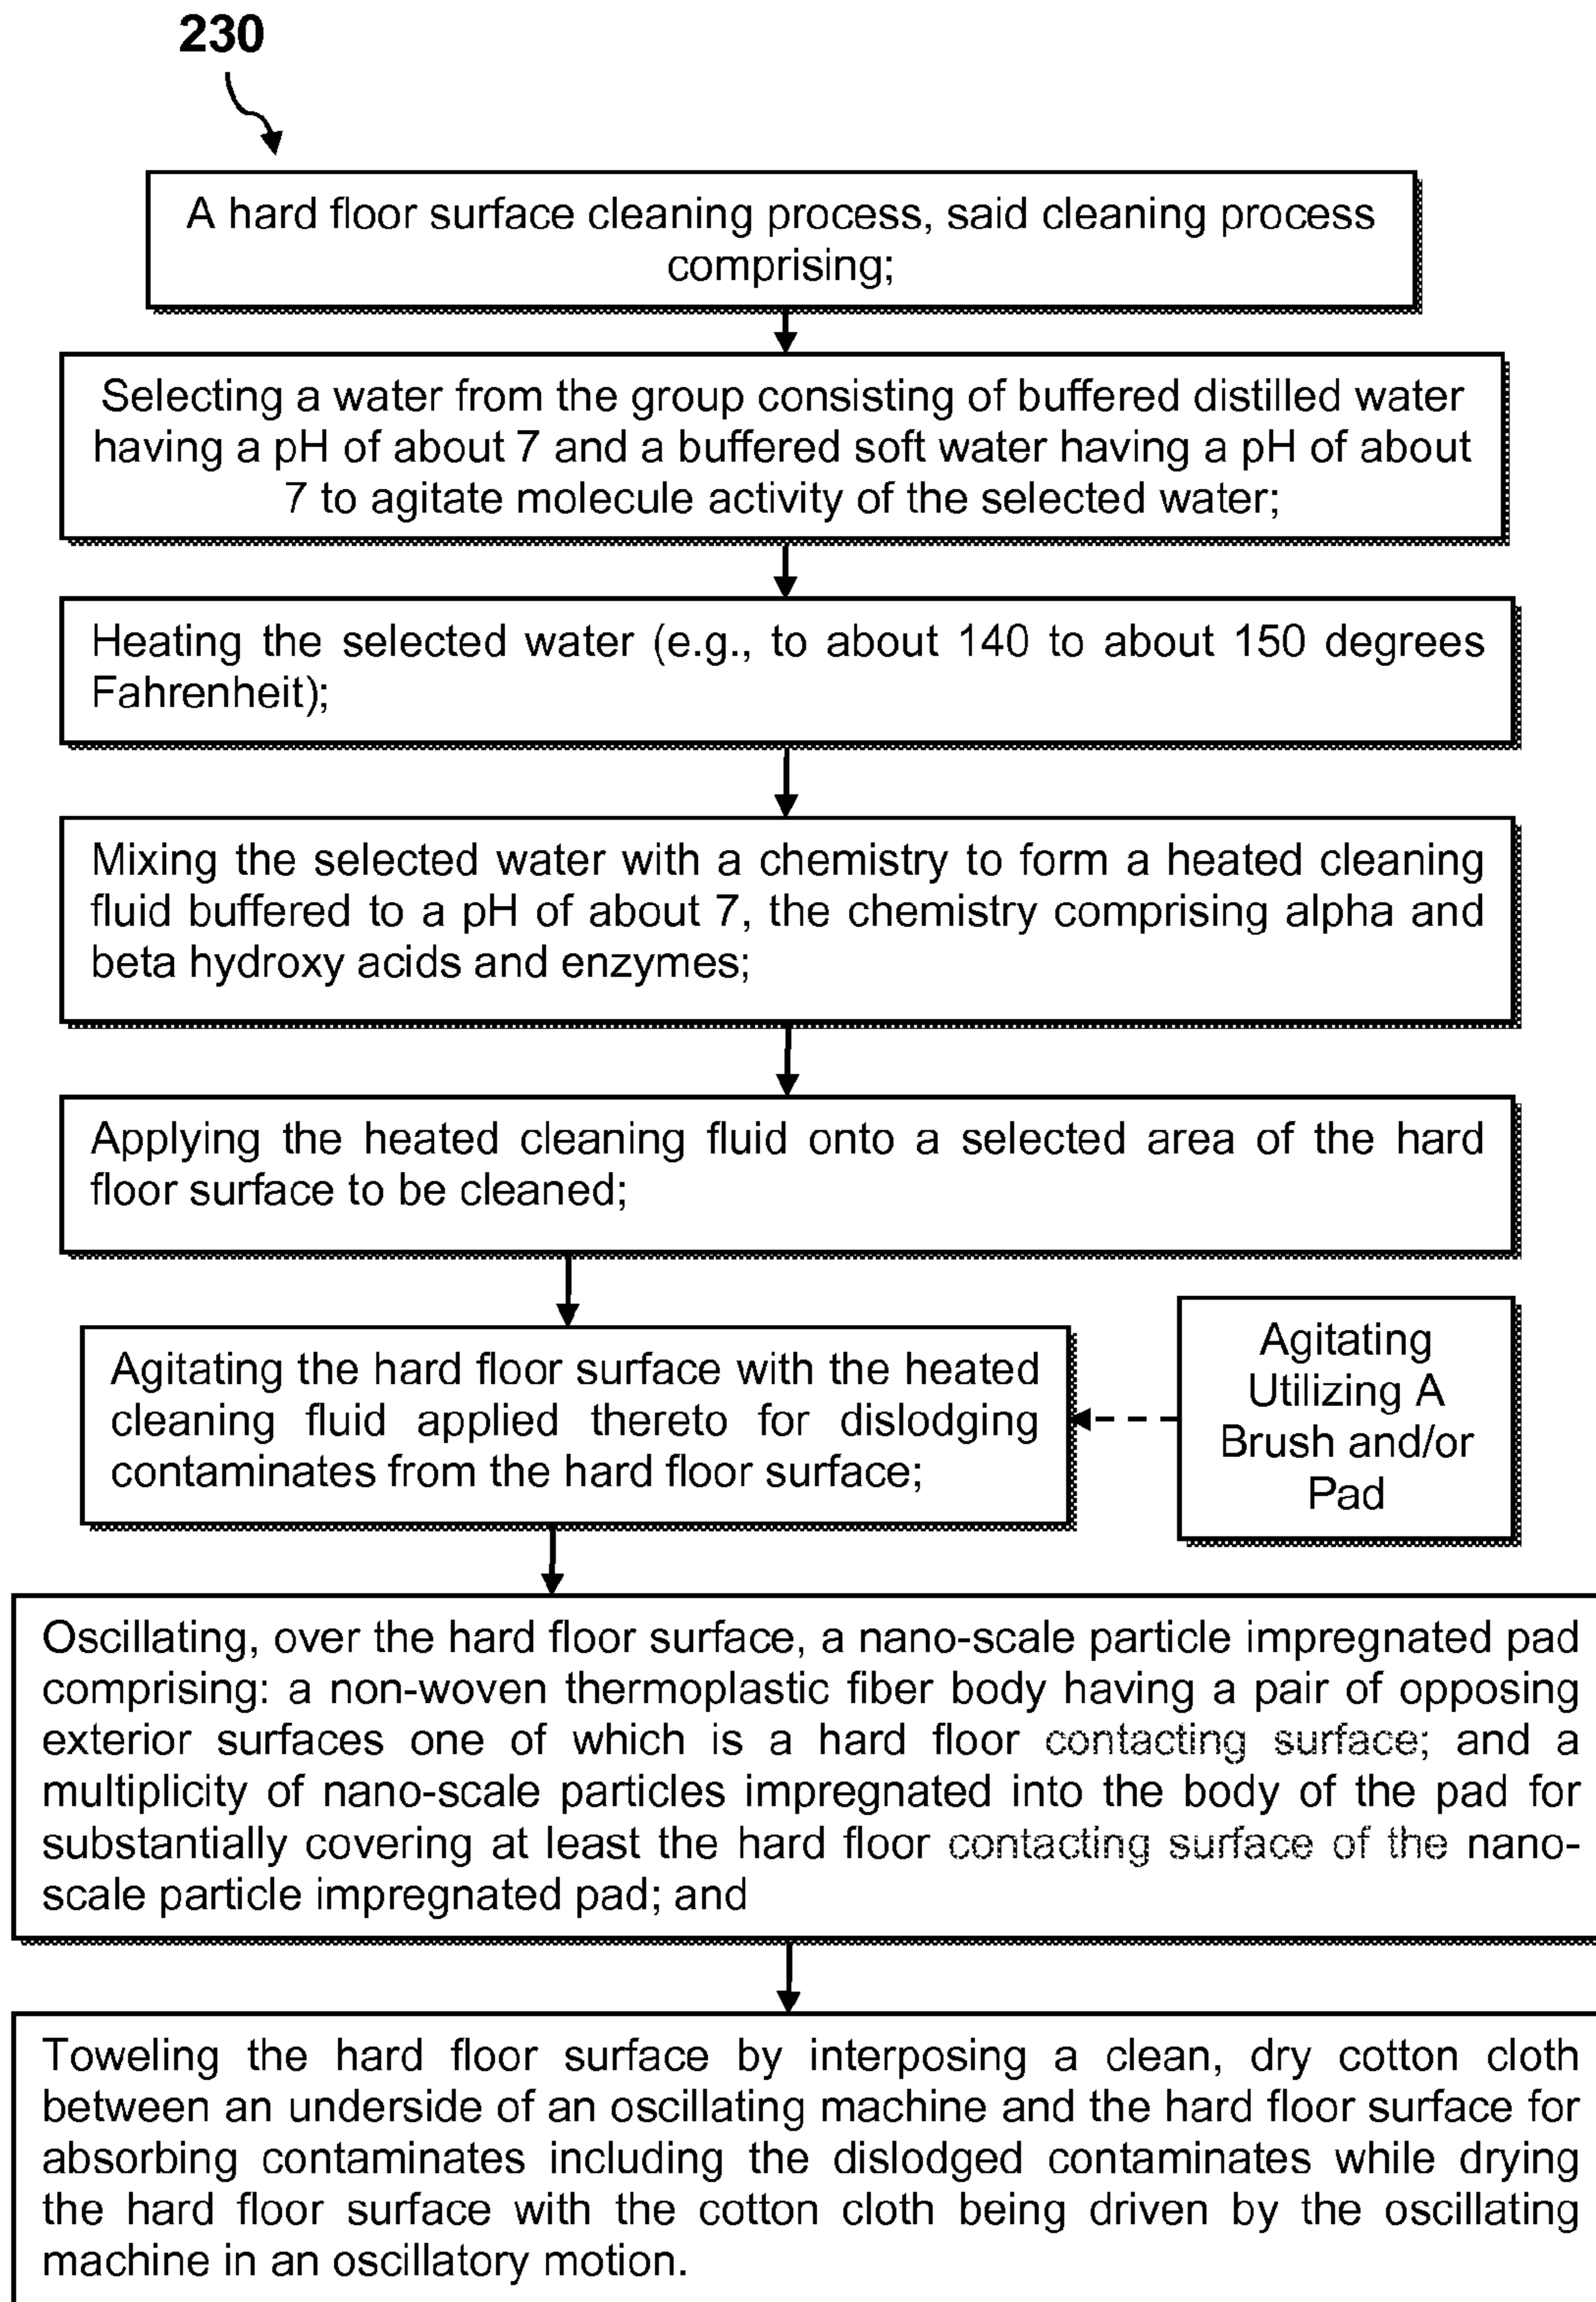 230
A hard floor surface cleaning process, said cleaning process
comprising;
Selecting a water from the group consisting of buffered distilled water
having a pH of about 7 and a buffered soft water having a pH of about
7 to agitate molecule activity of the selected water;
Heating the selected water (e.g., to about 140 to about 150 degrees
Fahrenheit);
Mixing the selected water with a chemistry to form a heated cleaning
fluid buffered to a pH of about 7, the chemistry comprising alpha and
beta hydroxy acids and enzymes;
Applying the heated cleaning fluid onto a selected area of the hard
floor surface to be cleaned;
Agitating the hard floor surface with the heated
cleaning fluid applied thereto for dislodging
contaminates from the hard floor surface;
Agitating
Utilizing A
Brush and/or
Pad
Oscillating, over the hard floor surface, a nano-scale particle impregnated pad
comprising: a non-woven thermoplastic fiber body having a pair of opposing
exterior surfaces one of which is a hard floor contacting surface; and a
multiplicity of nano-scale particles impregnated into the body of the pad for
substantially covering at least the hard floor contacting surface of the nano-
scale particle impregnated pad; and
Toweling the hard floor surface by interposing a clean, dry cotton cloth
between an underside of an oscillating machine and the hard floor surface for
absorbing contaminates including the dislodged contaminates while drying
the hard floor surface with the cotton cloth being driven by the oscillating
machine in an oscillatory motion.